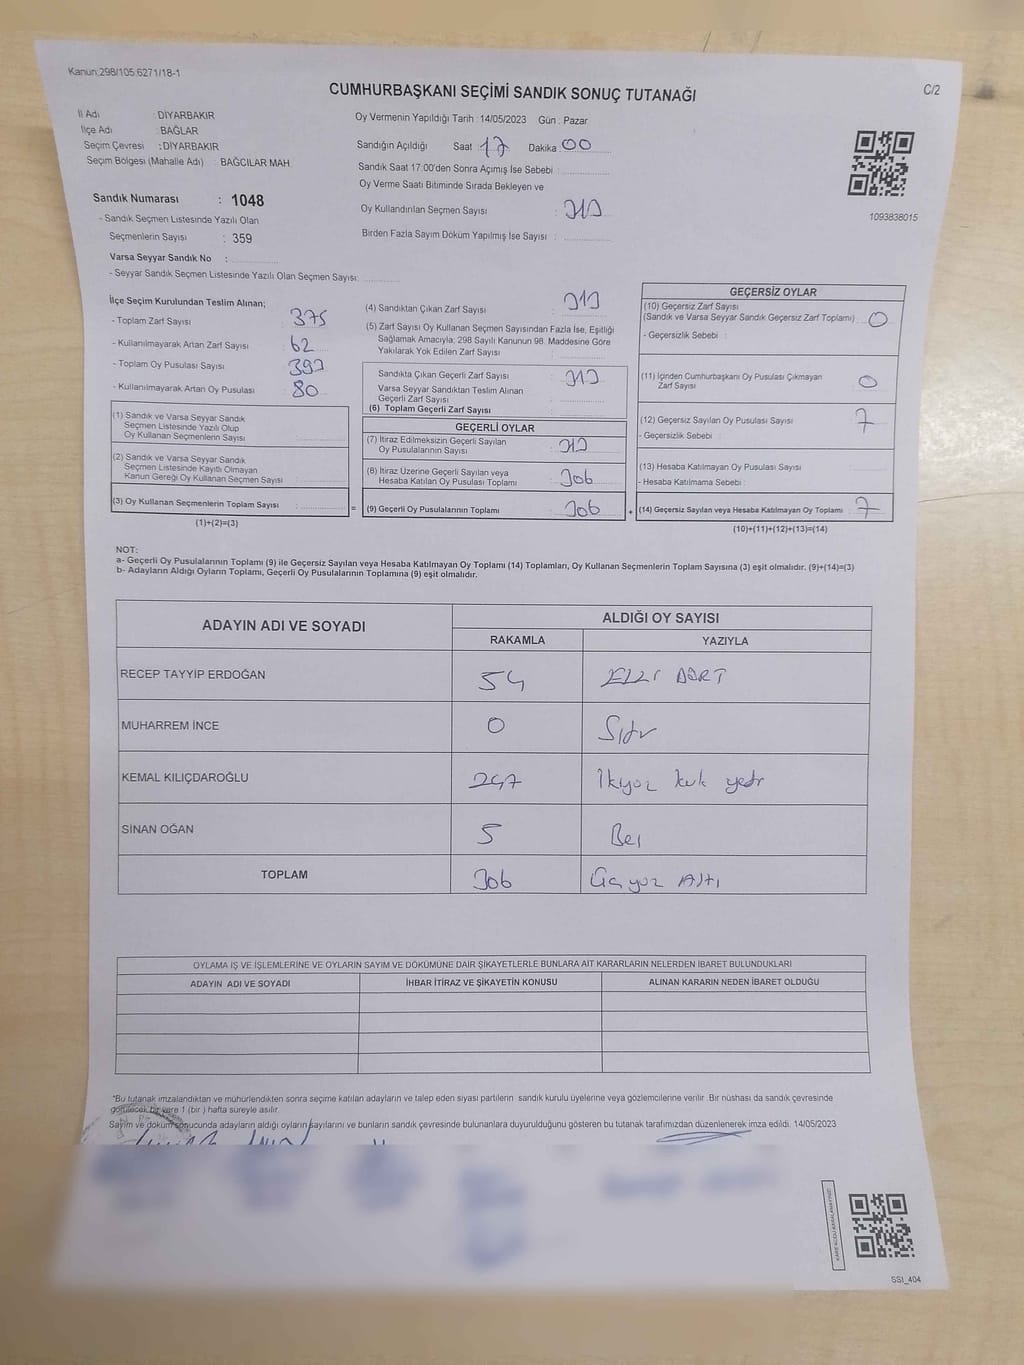 Kanun:298/105:6271/18-1
C/2
CUMHURBAŞKANI SEÇİMİ SANDIK SONUÇ TUTANAĞI
İl Adı : DİYARBAKIR
İlçe Adı : BAĞLAR
Seçim Çevresi : DİYARBAKIR
Seçim Bölgesi (Mahalle Adı) : BAĞCILAR MAH.
Sandık Numarası : 1048
- Sandık Seçmen Listesinde Yazılı Olan
Seçmenlerin Sayısı : 359
Varsa Seyyar Sandık No :
- Seyyar Sandık Seçmen Listesinde Yazılı Olan Seçmen Sayısı:
Oy Vermenin Yapıldığı Tarih : 14/05/2023 Gün : Pazar
Sandığın Açıldığı Saat 17 Dakika 00
Sandık Saat 17.00'den Sonra Açımış İse Sebebi :
Oy Verme Saati Bitiminde Sırada Bekleyen ve
Oy Kullandırılan Seçmen Sayısı : 313
Birden Fazla Sayım Döküm Yapılmış İse Sayısı :
1093838015
İlçe Seçim Kurulundan Teslim Alınan;
- Toplam Zarf Sayısı 375
- Kullanılmayarak Artan Zarf Sayısı 62
- Toplam Oy Pusulası Sayısı 393
- Kullanılmayarak Artan Oy Pusulası 80
(1) Sandık ve Varsa Seyyar Sandık
Seçmen Listesinde Yazılı Olup
Oy Kullanan Seçmenlerin Sayısı :
(2) Sandık ve Varsa Seyyar Sandık
Seçmen Listesinde Kayıtlı Olmayan
Kanun Gereği Oy Kullanan Seçmen Sayısı :
(3) Oy Kullanan Seçmenlerin Toplam Sayısı :
(1)+(2)=(3)
(4) Sandıktan Çıkan Zarf Sayısı : 313
(5) Zarf Sayısı Oy Kullanan Seçmen Sayısından Fazla İse, Eşitliği
Sağlamak Amacıyla; 298 Sayılı Kanunun 98. Maddesine Göre
Yakılarak Yok Edilen Zarf Sayısı :
Sandıkta Çıkan Geçerli Zarf Sayısı : 313
Varsa Seyyar Sandıktan Teslim Alınan
Geçerli Zarf Sayısı :
(6) Toplam Geçerli Zarf Sayısı :
GEÇERLİ OYLAR
(7) İtiraz Edilmeksizin Geçerli Sayılan
Oy Pusulalarının Sayısı : 313
(8) İtiraz Üzerine Geçerli Sayılan veya
Hesaba Katılan Oy Pusulası Toplamı : 306
= (9) Geçerli Oy Pusulalarının Toplamı : 306
GEÇERSİZ OYLAR
(10) Geçersiz Zarf Sayısı
(Sandık ve Varsa Seyyar Sandık Geçersiz Zarf Toplamı) : 0
- Geçersizlik Sebebi :
(11) İçinden Cumhurbaşkanı Oy Pusulası Çıkmayan
Zarf Sayısı : 0
(12) Geçersiz Sayılan Oy Pusulası Sayısı : 7
- Geçersizlik Sebebi :
(13) Hesaba Katılmayan Oy Pusulası Sayısı :
- Hesaba Katılmama Sebebi :
+ (14) Geçersiz Sayılan veya Hesaba Katılmayan Oy Toplamı : 7
(10)+(11)+(12)+(13)=(14)
NOT:
a- Geçerli Oy Pusulalarının Toplamı (9) ile Geçersiz Sayılan veya Hesaba Katılmayan Oy Toplamı (14) Toplamları, Oy Kullanan Seçmenlerin Toplam Sayısına (3) eşit olmalıdır. (9)+(14)=(3)
b- Adayların Aldığı Oyların Toplamı, Geçerli Oy Pusulalarının Toplamına (9) eşit olmalıdır.
ADAYIN ADI VE SOYADI ALDIĞI OY SAYISI
RAKAMLA YAZIYLA
RECEP TAYYİP ERDOĞAN 54 ELLİ DÖRT
MUHARREM İNCE 0 Sıfır
KEMAL KILIÇDAROĞLU 247 İkiyüz kırk yedi
SİNAN OĞAN 5 Beş
TOPLAM 306 Üçyüz Altı
OYLAMA İŞ VE İŞLEMLERİNE VE OYLARIN SAYIM VE DÖKÜMÜNE DAİR ŞİKAYETLERLE BUNLARA AİT KARARLARIN NELERDEN İBARET BULUNDUKLARI
ADAYIN ADI VE SOYADI İHBAR İTİRAZ VE ŞİKAYETİN KONUSU ALINAN KARARIN NEDEN İBARET OLDUĞU
*Bu tutanak imzalandıktan ve mühürlendikten sonra seçime katılan adayların ve talep eden siyasi partilerin sandık kurulu üyelerine veya gözlemcilerine verilir .Bir nüshası da sandık çevresinde
görülecek bir yere 1 (bir ) hafta süreyle asılır.
Sayım ve döküm sonucunda adayların aldığı oyların sayılarını ve bunların sandık çevresinde bulunanlara duyurulduğunu gösteren bu tutanak tarafımızdan düzenlenerek imza edildi. 14/05/2023
KAREKODU KARALAMAYINIZ!
SSİ_404